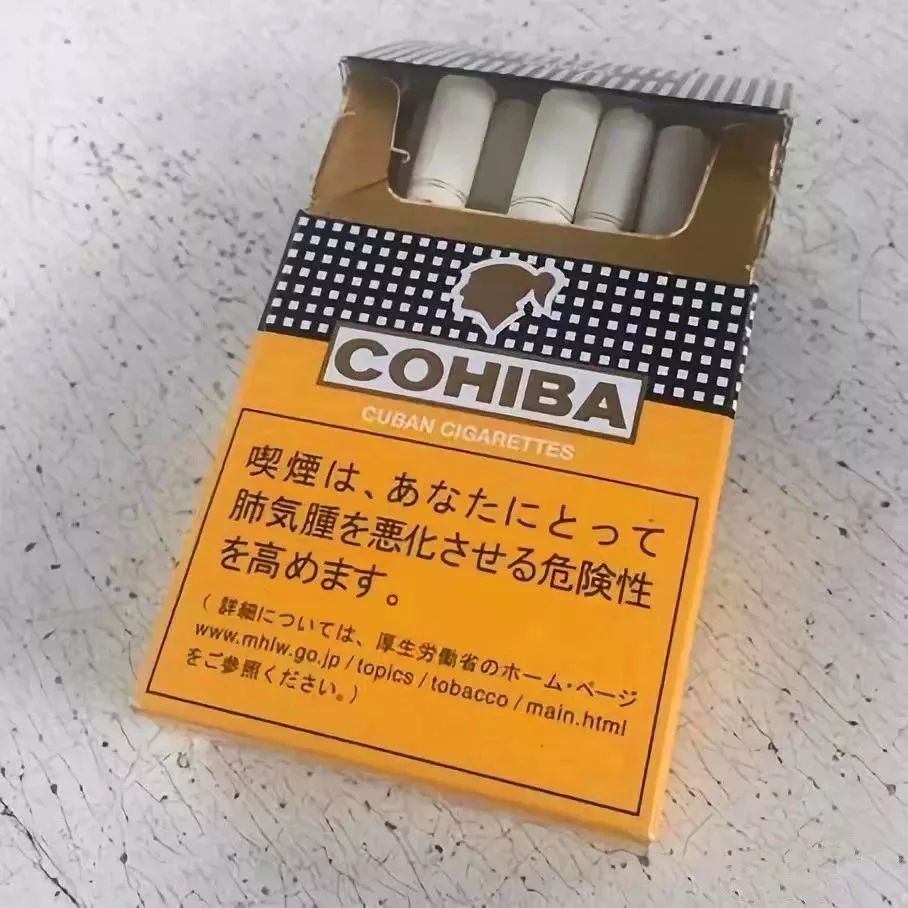 COHIBA
CUBAN CIGARETTES
喫煙は、あなたにとって
肺気腫を悪化させる危険性
を高めます。
(詳細については、厚生労働省のホーム・ページ
www.mhlw.go.jp/topics/tobacco/main.html
をご参照ください。)